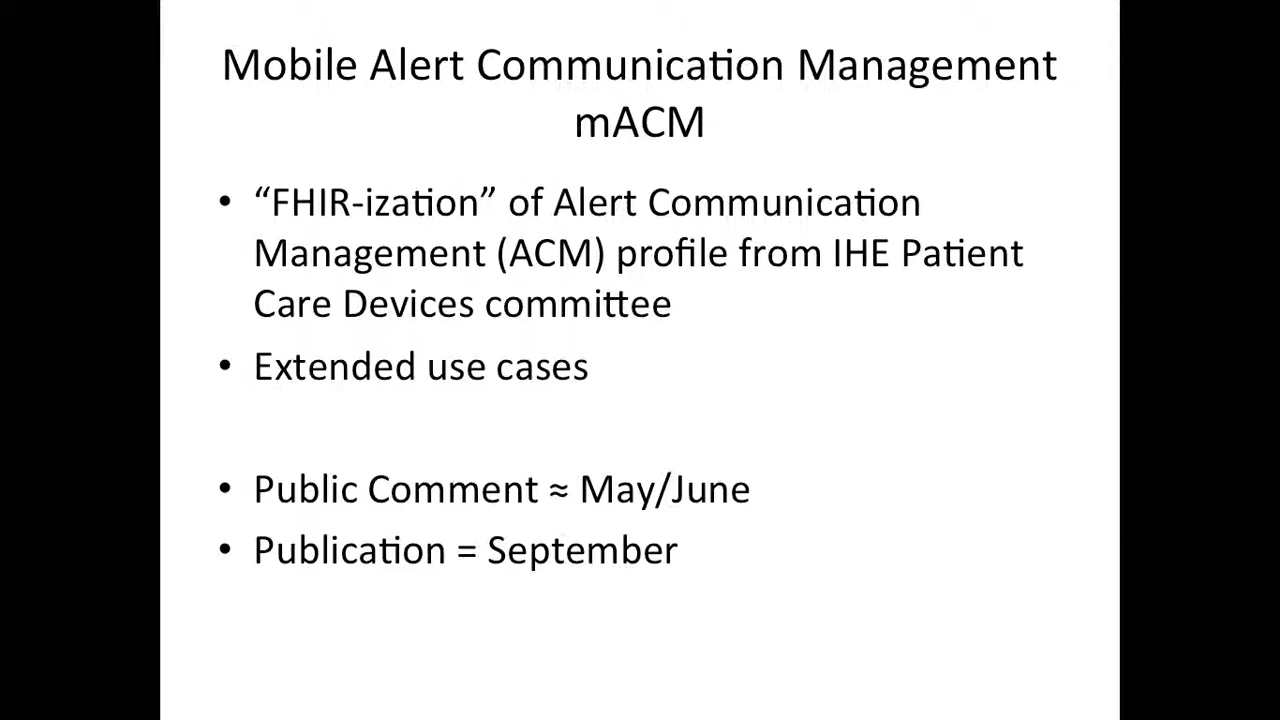 Mobile Alert Communication Management
mACM
• “FHIR-ization” of Alert Communication
Management (ACM) profile from IHE Patient
Care Devices committee
• Extended use cases
• Public Comment ≈ May/June
• Publication = September